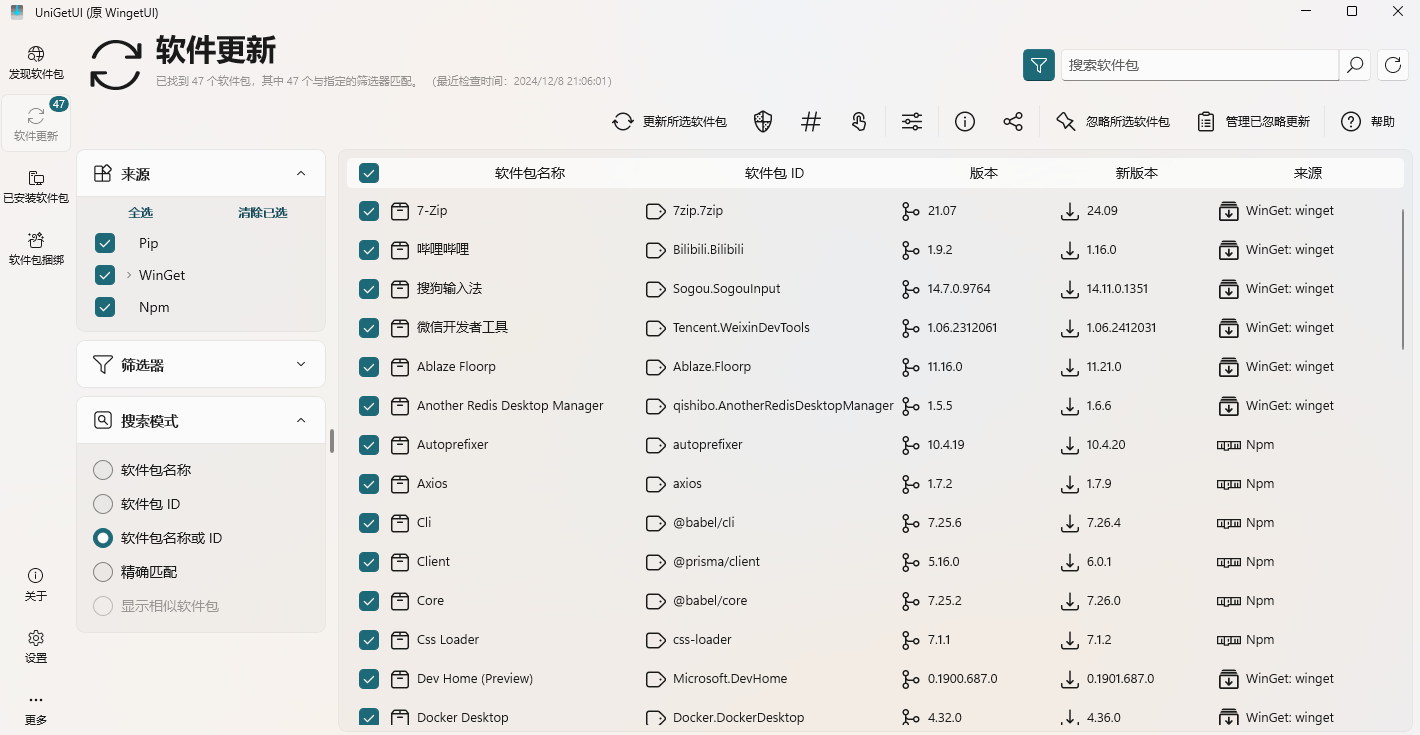 UniGetUI (原 WingetUI)
发现软件包
47
软件更新
已安装软件包
软件包捆绑
关于
设置
更多
软件更新
已找到 47 个软件包，其中 47 个与指定的筛选器匹配。 （最近检查时间：2024/12/8 21:06:01）
搜索软件包
更新所选软件包
忽略所选软件包
管理已忽略更新
帮助
来源
全选 清除已选
Pip
WinGet
Npm
筛选器
搜索模式
软件包名称
软件包 ID
软件包名称或 ID
精确匹配
显示相似软件包
软件包名称 软件包 ID 版本 新版本 来源
7-Zip 7zip.7zip 21.07 24.09 WinGet: winget
哔哩哔哩 Bilibili.Bilibili 1.9.2 1.16.0 WinGet: winget
搜狗输入法 Sogou.SogouInput 14.7.0.9764 14.11.0.1351 WinGet: winget
微信开发者工具 Tencent.WeixinDevTools 1.06.2312061 1.06.2412031 WinGet: winget
Ablaze Floorp Ablaze.Floorp 11.16.0 11.21.0 WinGet: winget
Another Redis Desktop Manager qishibo.AnotherRedisDesktopManager 1.5.5 1.6.6 WinGet: winget
Autoprefixer autoprefixer 10.4.19 10.4.20 Npm
Axios axios 1.7.2 1.7.9 Npm
Cli @babel/cli 7.25.6 7.26.4 Npm
Client @prisma/client 5.16.0 6.0.1 Npm
Core @babel/core 7.25.2 7.26.0 Npm
Css Loader css-loader 7.1.1 7.1.2 Npm
Dev Home (Preview) Microsoft.DevHome 0.1900.687.0 0.1901.687.0 WinGet: winget
Docker Desktop Docker.DockerDesktop 4.32.0 4.36.0 WinGet: winget